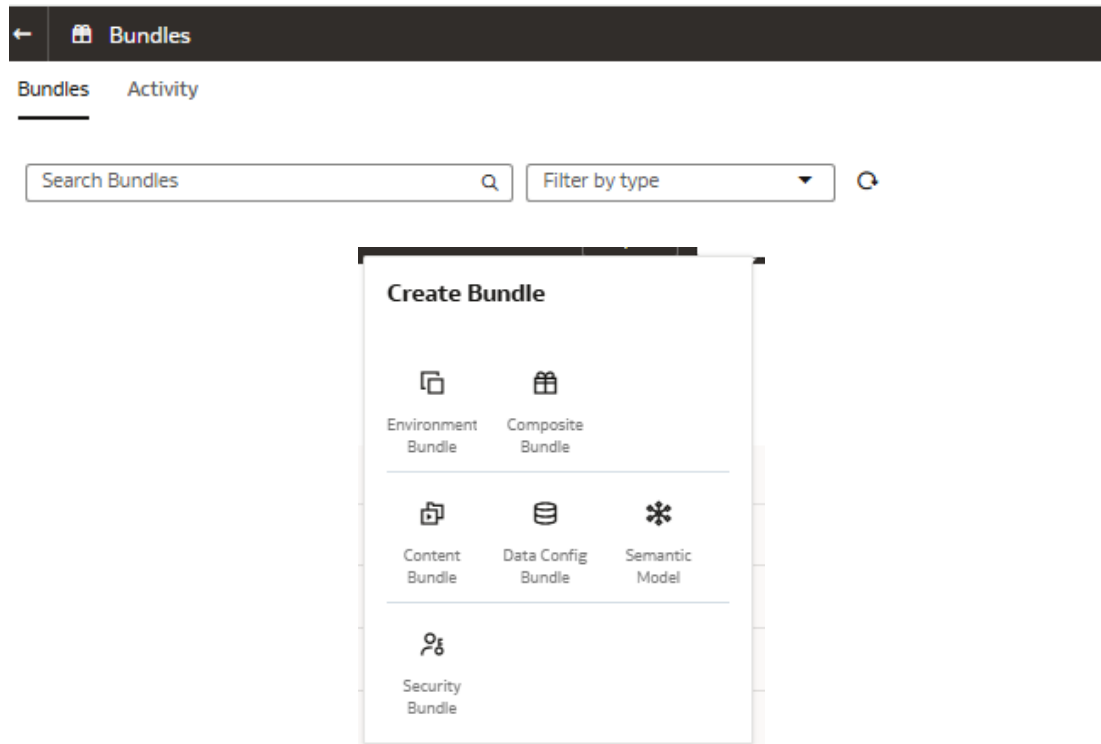 Bundles
Bundles Activity
Search Bundles Filter by type
Create Bundle
Environment Composite
Bundle Bundle
Content Data Config Semantic
Bundle Bundle Model
Security
Bundle